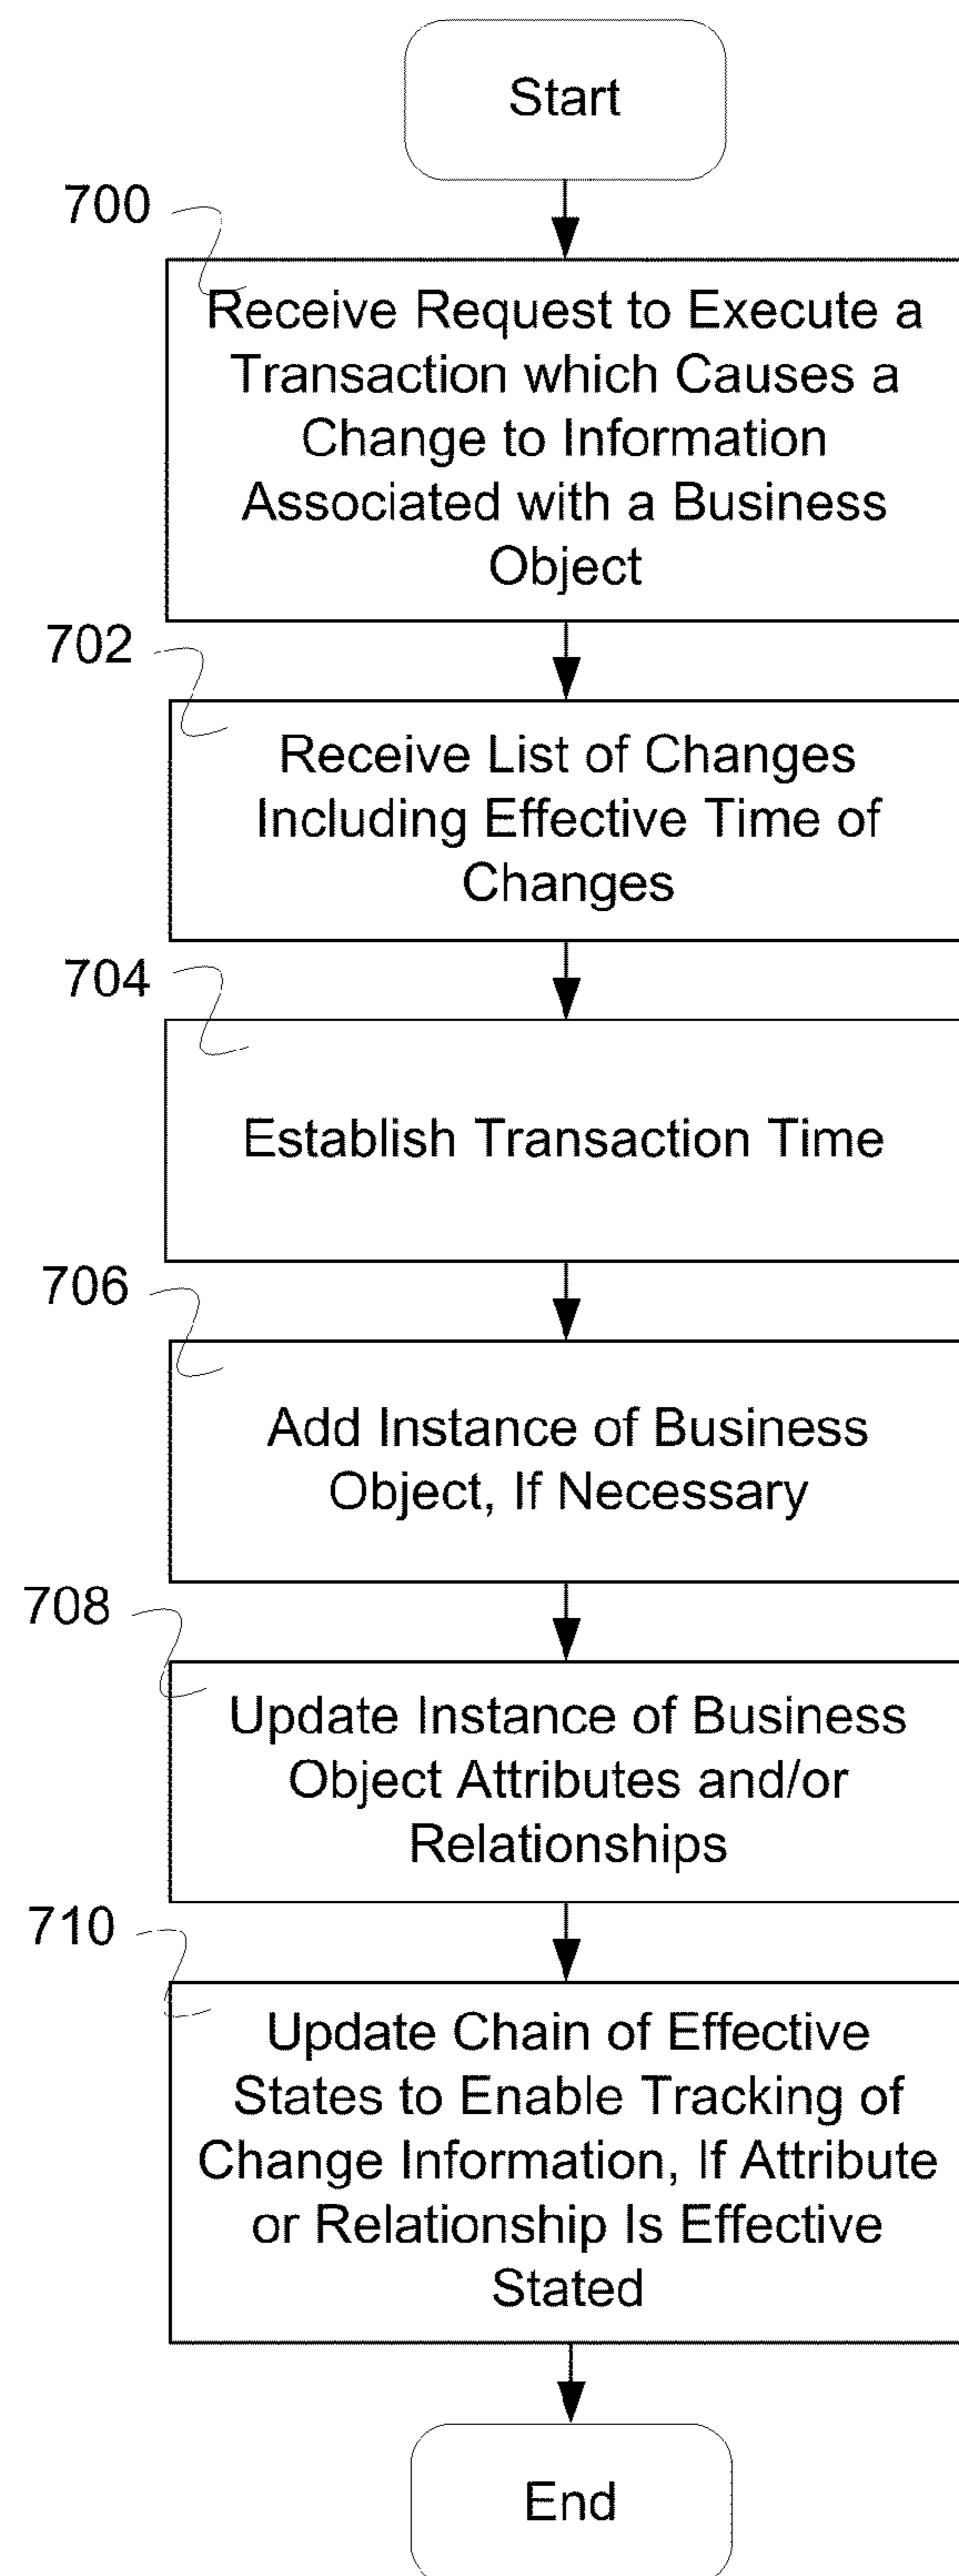 Start
700
Receive Request to Execute a
Transaction which Causes a
Change to Information
Associated with a Business
Object
702
Receive List of Changes
Including Effective Time of
Changes
704
Establish Transaction Time
706
Add Instance of Business
Object, If Necessary
708
Update Instance of Business
Object Attributes and/or
Relationships
710
Update Chain of Effective
States to Enable Tracking of
Change Information, If Attribute
or Relationship Is Effective
Stated
End